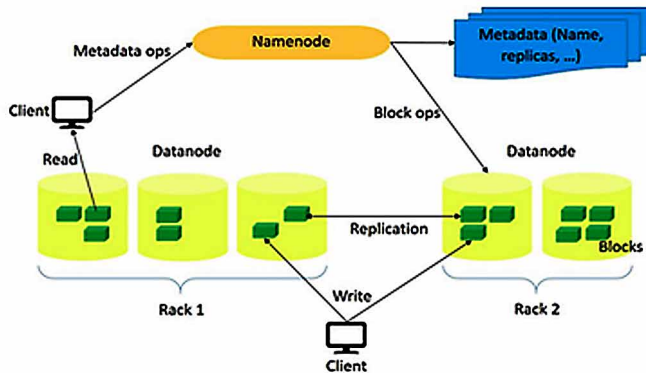 Metadata ops
Namenode
Metadata (Name,
replicas, ...)
Client
Block ops
Read
Datanode
Datanode
Replication
Blocks
Rack 1
Write
Rack 2
Client